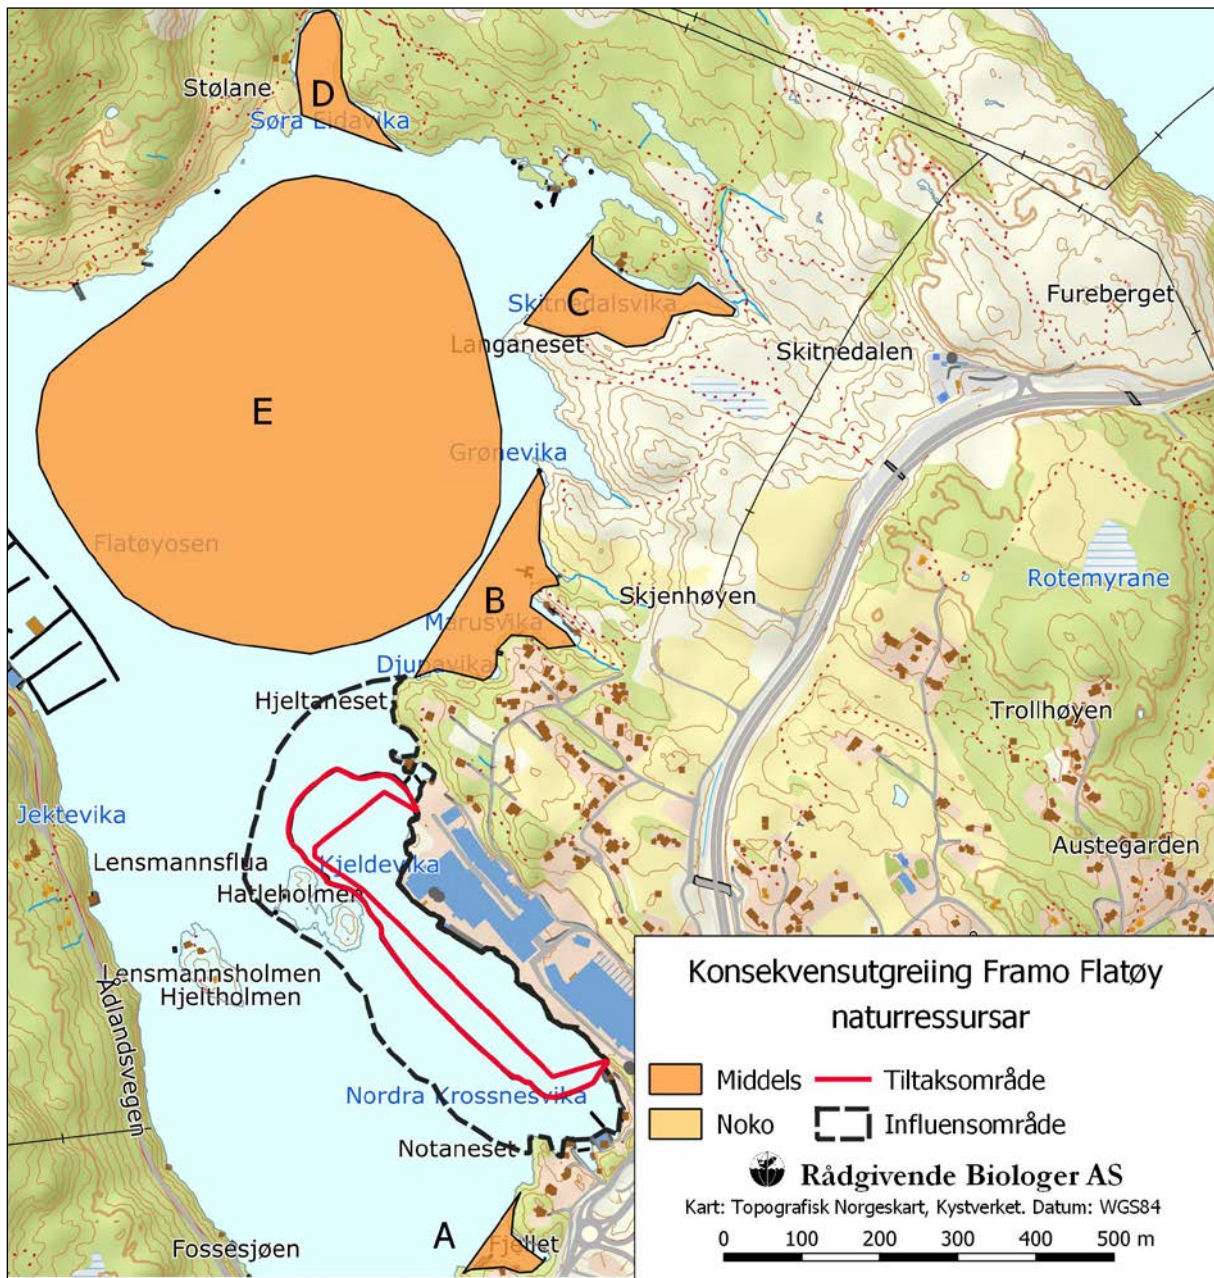 Stølane
D
Søra Eidavika
Skitnedalsvika
C
Langaneset
Fureberget
Skitnedalen
E
Grønevika
Flatøyosen
Rotemyrane
B
Skjenhøyen
Marusvika
Djupavika
Hjeltaneset
Trollhøyen
Jektevika
Austegarden
Lensmannsflua
Kjeldevika
Hatleholmen
Lensmannsholmen
Hjeltholmen
Ådlandsvegen
Nordra Krossnesvika
Notaneset
A
Fjellet
Fossesjøen
Konsekvensutgreiing Framo Flatøy
naturressursar
Middels
Tiltaksområde
Noko
Influensområde
Rådgivende Biologer AS
Kart: Topografisk Norgeskart, Kystverket. Datum: WGS84
0 100 200 300 400 500 m